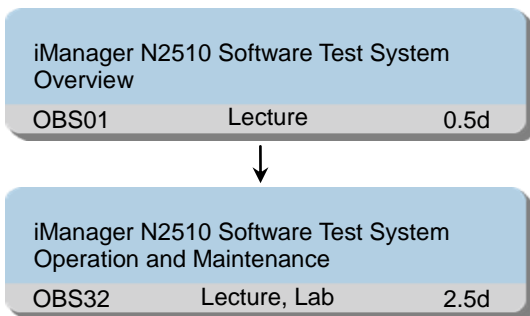 iManager N2510 Software Test System
Overview
OBS01 Lecture 0.5d
iManager N2510 Software Test System
Operation and Maintenance
OBS32 Lecture, Lab 2.5d